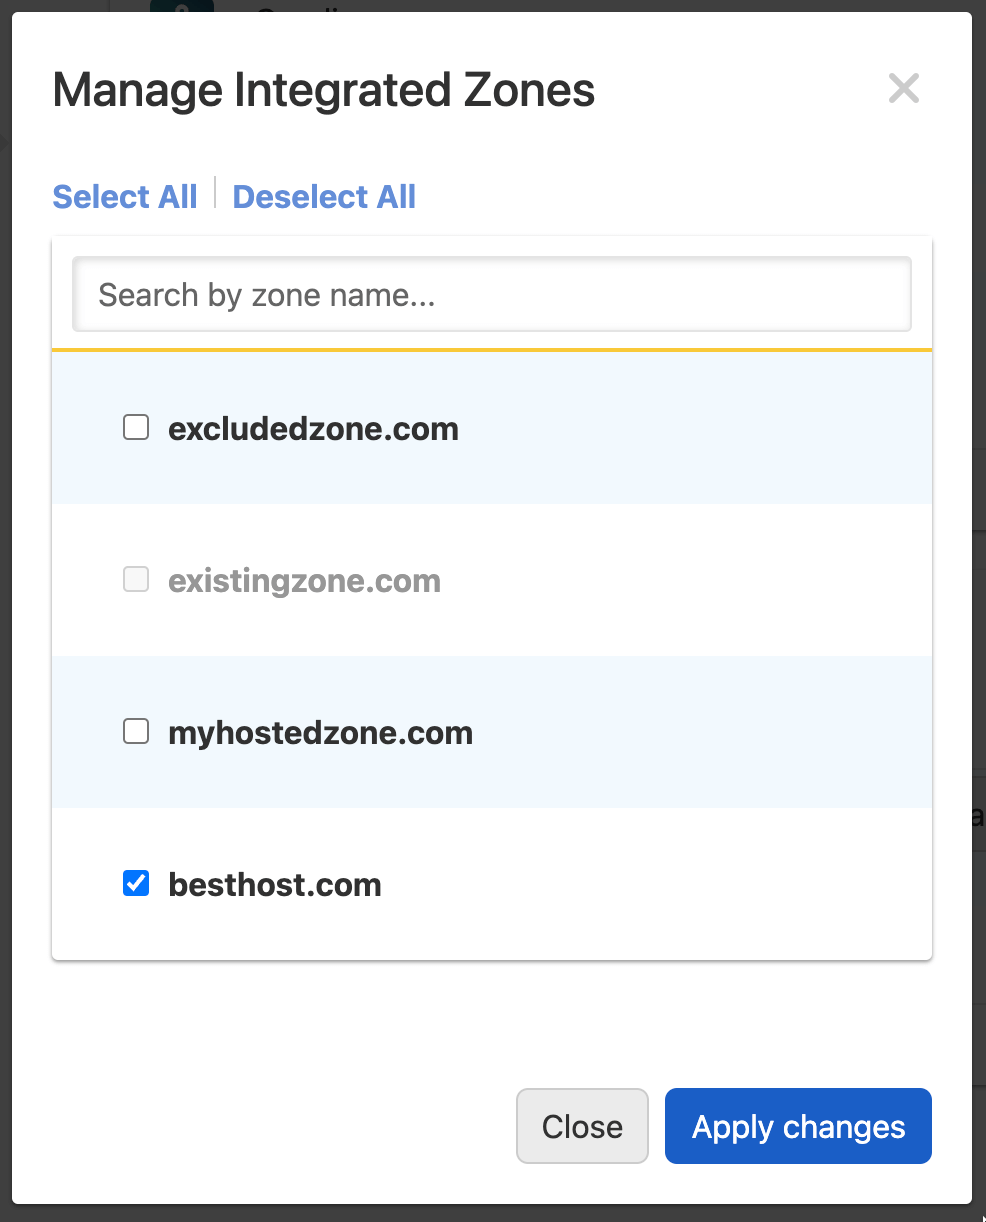 Manage Integrated Zones
Select All
Deselect All
Search by zone name...
excludedzone.com
existingzone.com
myhostedzone.com
besthost.com
Close
Apply changes